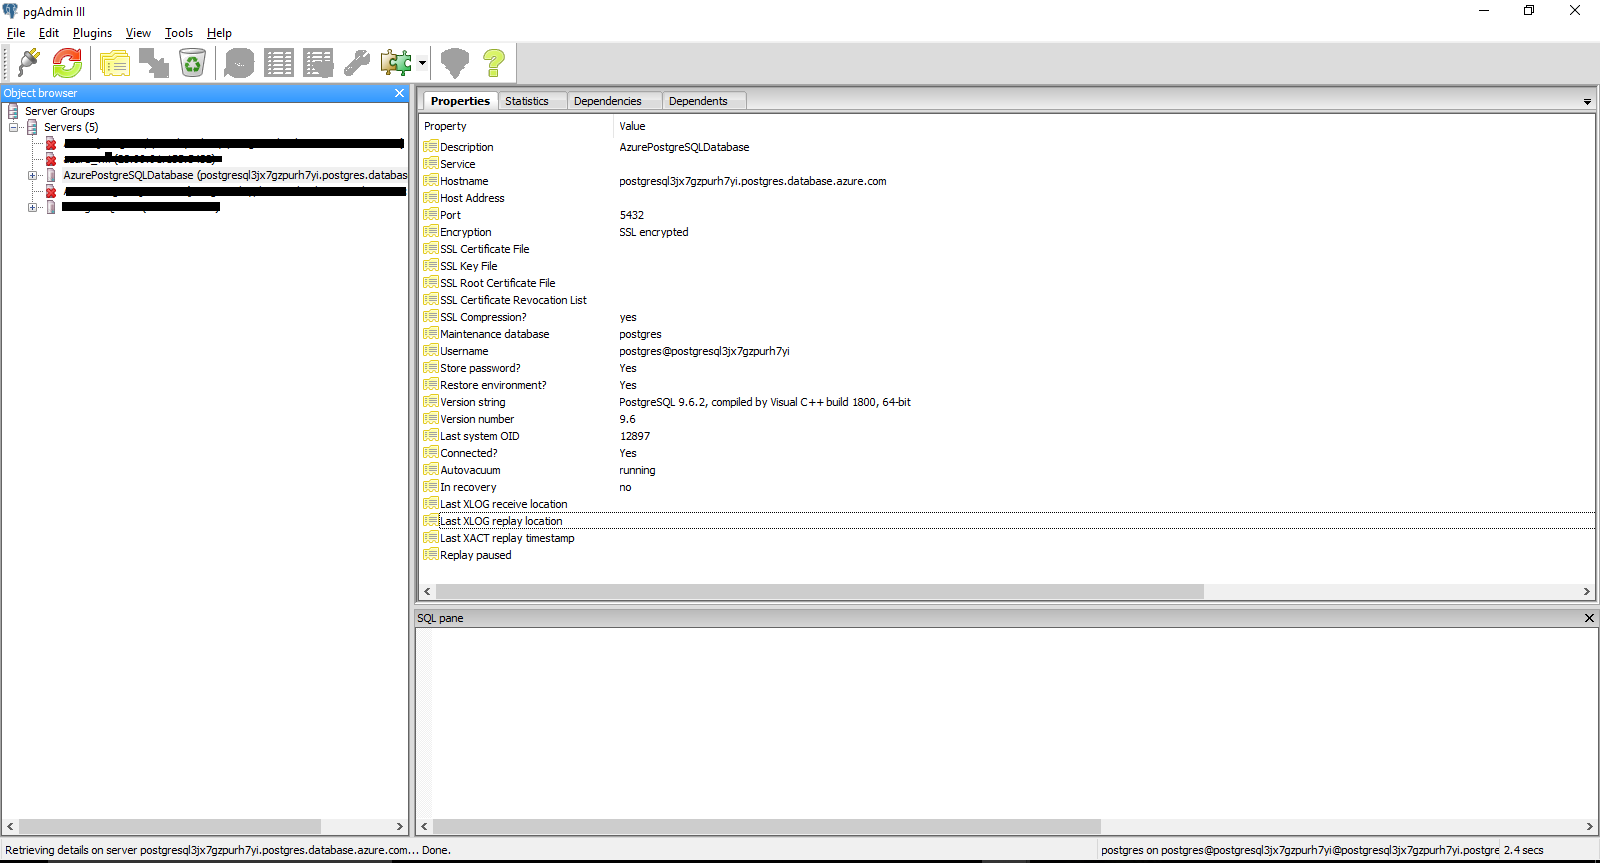 pgAdmin III
File Edit Plugins View Tools Help
Object browser
Server Groups
Servers (5)
AzurePostgreSQLDatabase (postgresql3jx7gzpurh7yi.postgres.databas
Properties Statistics Dependencies Dependents
Property Value
Description AzurePostgreSQLDatabase
Service
Hostname postgresql3jx7gzpurh7yi.postgres.database.azure.com
Host Address
Port 5432
Encryption SSL encrypted
SSL Certificate File
SSL Key File
SSL Root Certificate File
SSL Certificate Revocation List
SSL Compression? yes
Maintenance database postgres
Username postgres@postgresql3jx7gzpurh7yi
Store password? Yes
Restore environment? Yes
Version string PostgreSQL 9.6.2, compiled by Visual C++ build 1800, 64-bit
Version number 9.6
Last system OID 12897
Connected? Yes
Autovacuum running
In recovery no
Last XLOG receive location
Last XLOG replay location
Last XACT replay timestamp
Replay paused
SQL pane
Retrieving details on server postgresql3jx7gzpurh7yi.postgres.database.azure.com... Done.
postgres on postgres@postgresql3jx7gzpurh7yi@postgresql3jx7gzpurh7yi.postgre 2.4 secs